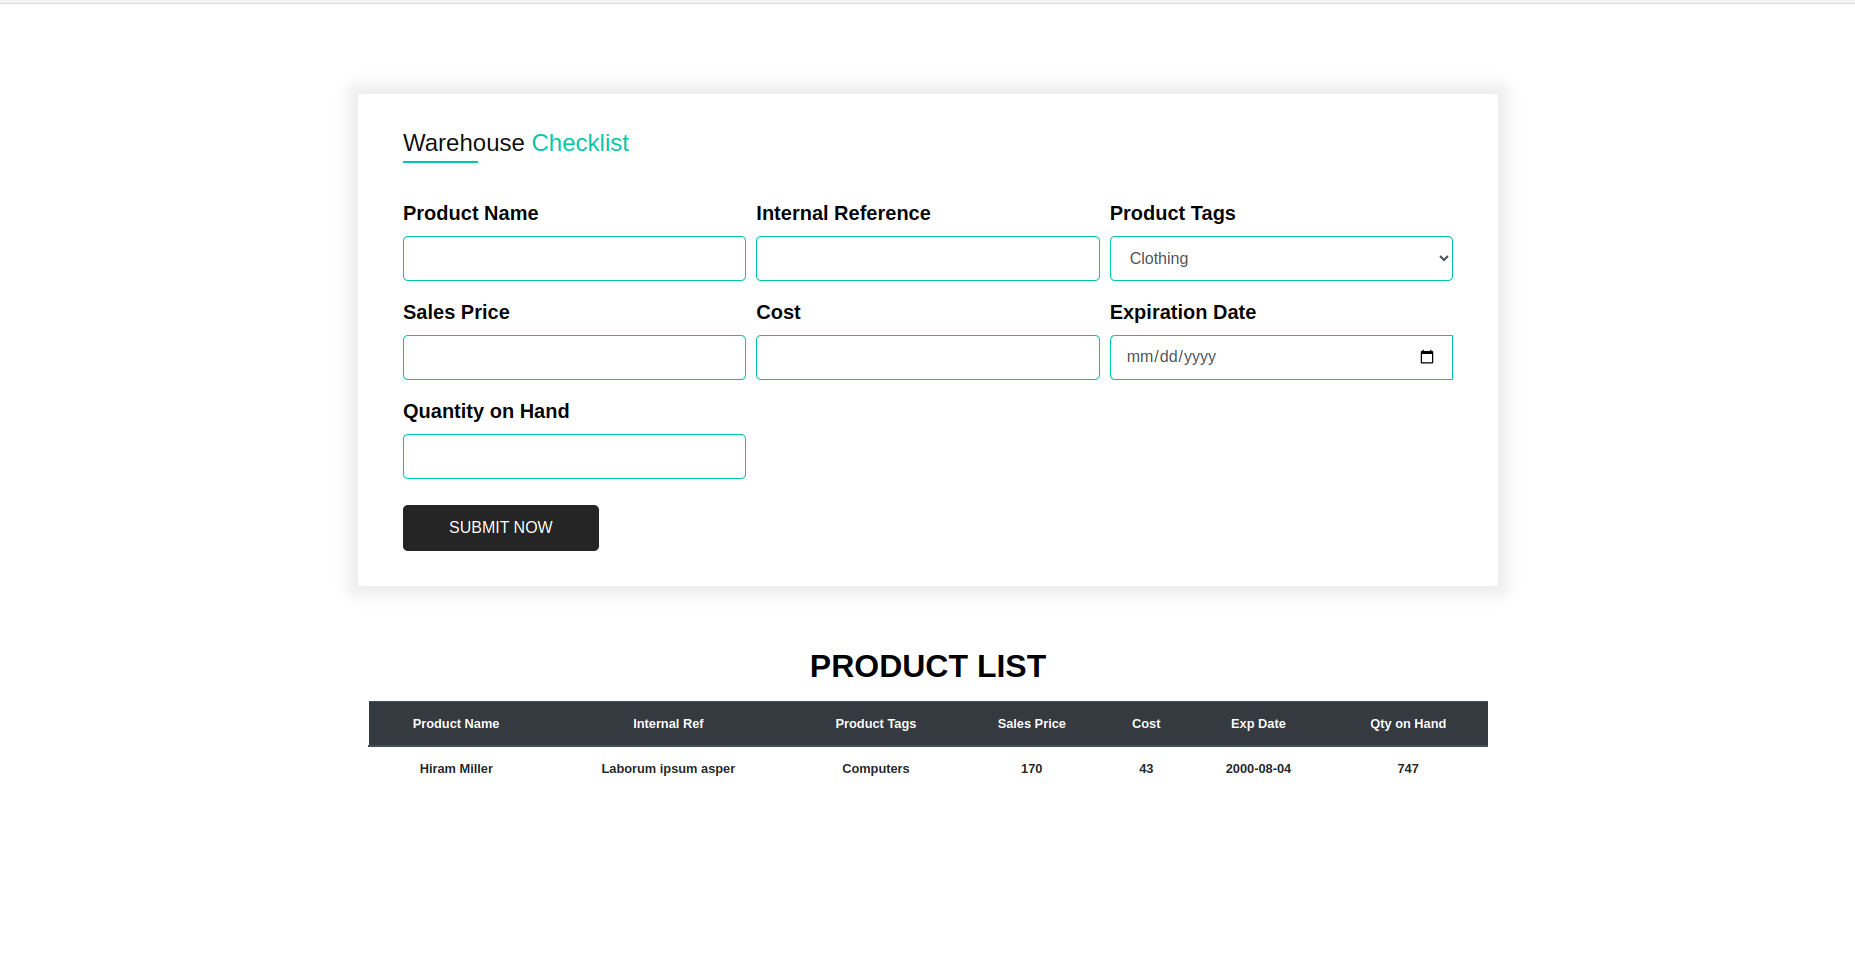 Warehouse Checklist
Product Name Internal Reference Product Tags
Clothing
Sales Price Cost Expiration Date
mm/dd/yyyy
Quantity on Hand
SUBMIT NOW
PRODUCT LIST
Product Name Internal Ref Product Tags Sales Price Cost Exp Date Qty on Hand
Hiram Miller Laborum ipsum asper Computers 170 43 2000-08-04 747